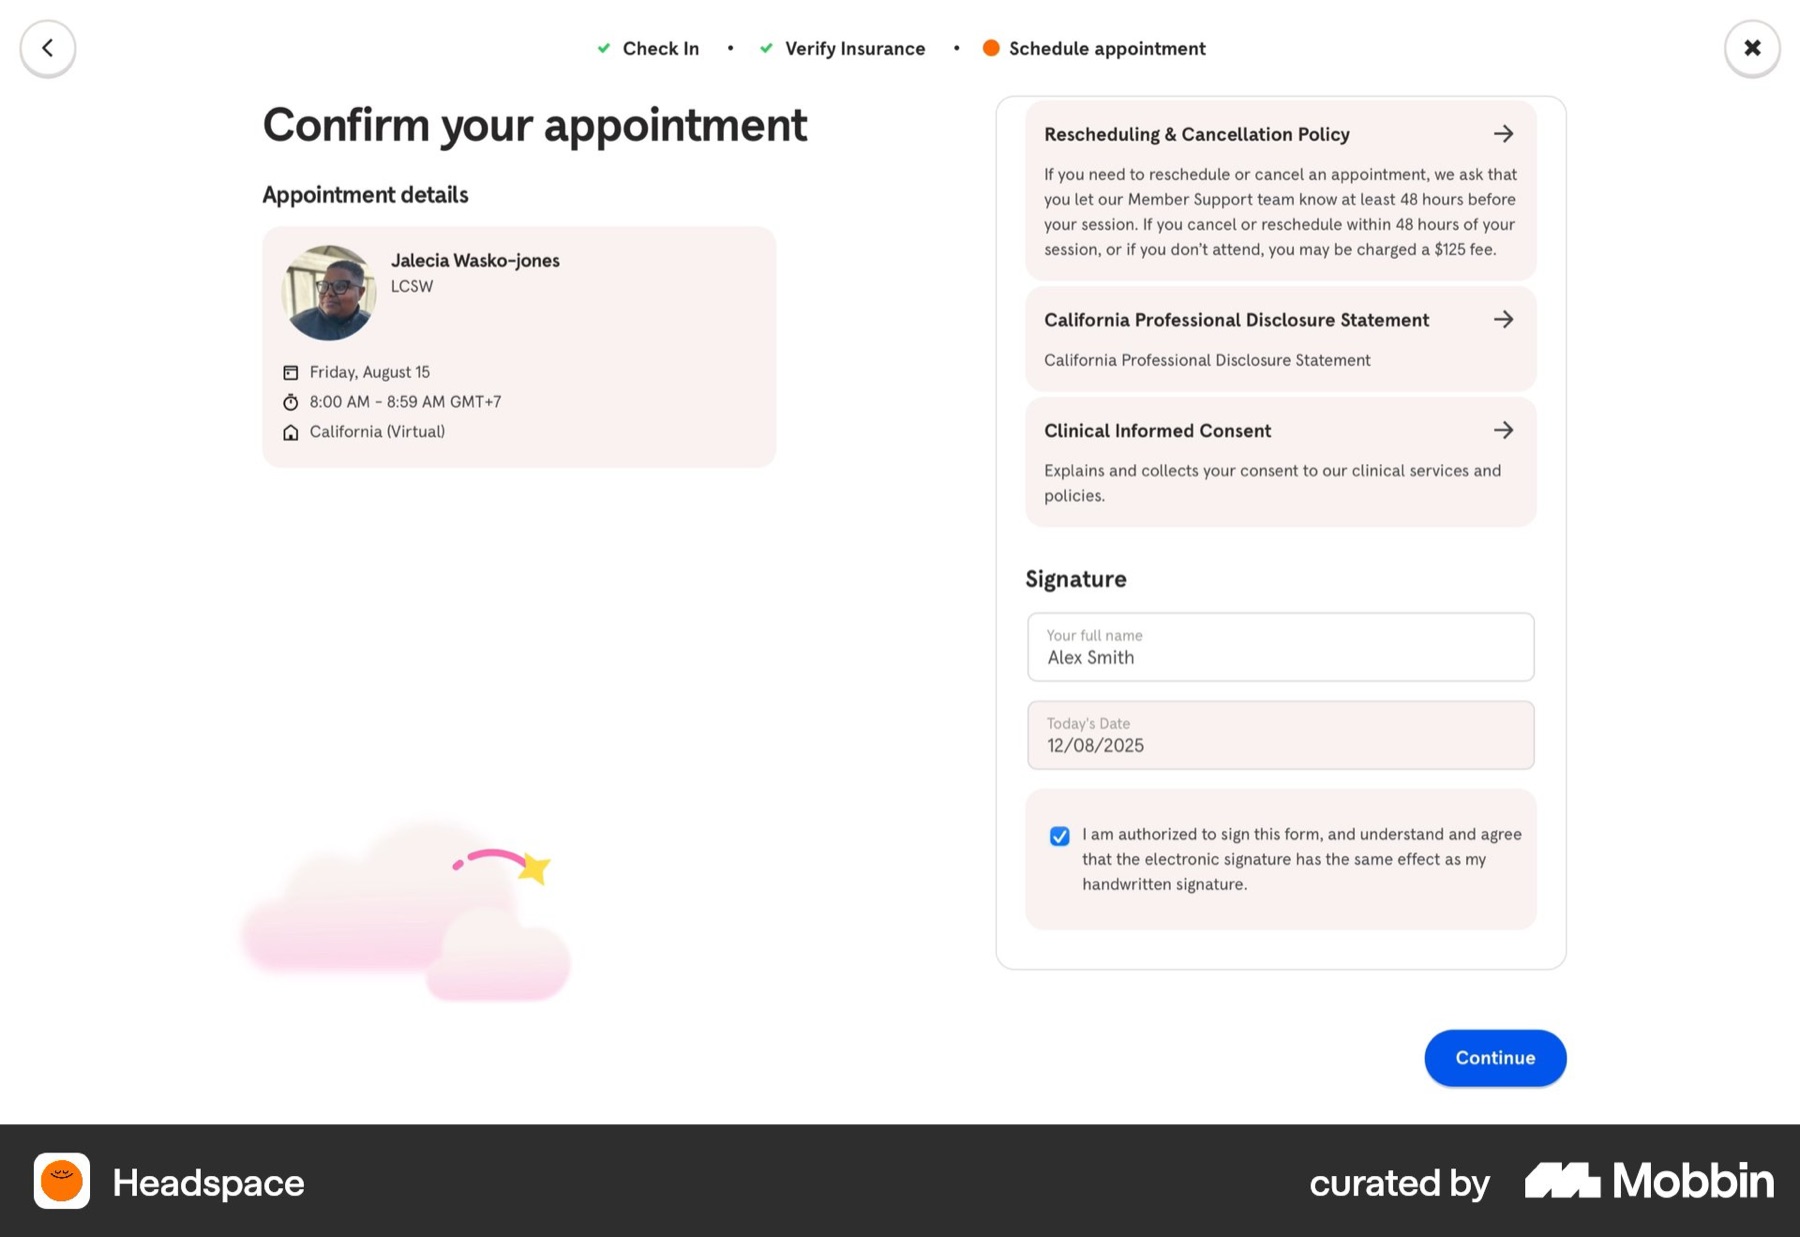 Check In • Verify Insurance • Schedule appointment
Confirm your appointment
Appointment details
Jalecia Wasko-jones
LCSW
Friday, August 15
8:00 AM - 8:59 AM GMT+7
California (Virtual)
Rescheduling & Cancellation Policy
If you need to reschedule or cancel an appointment, we ask that
you let our Member Support team know at least 48 hours before
your session. If you cancel or reschedule within 48 hours of your
session, or if you don't attend, you may be charged a $125 fee.
California Professional Disclosure Statement
California Professional Disclosure Statement
Clinical Informed Consent
Explains and collects your consent to our clinical services and
policies.
Signature
Your full name
Alex Smith
Today's Date
12/08/2025
I am authorized to sign this form, and understand and agree
that the electronic signature has the same effect as my
handwritten signature.
Continue
Headspace
curated by Mobbin